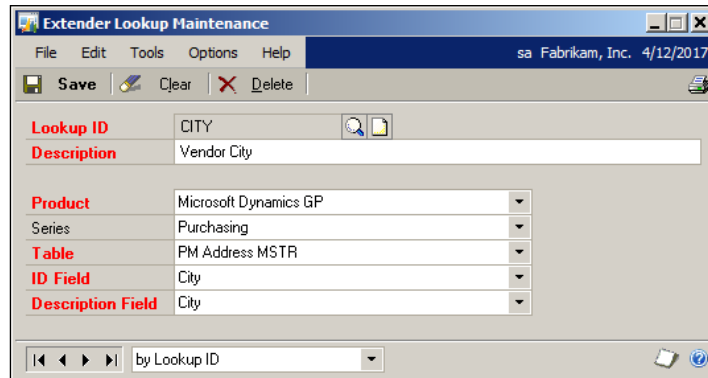 Extender Lookup Maintenance
File Edit Tools Options Help sa Fabrikam, Inc. 4/12/2017
Save Clear Delete
Lookup ID CITY
Description Vendor City
Product Microsoft Dynamics GP
Series Purchasing
Table PM Address MSTR
ID Field City
Description Field City
by Lookup ID